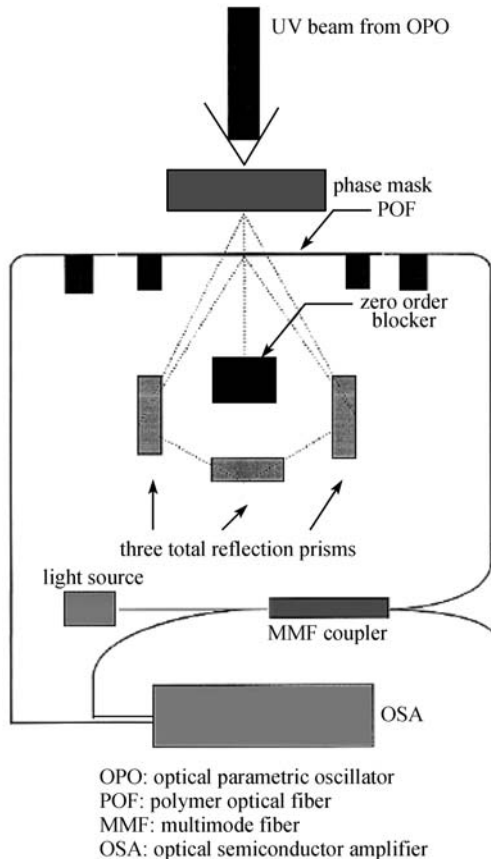 UV beam from OPO
phase mask
POF
zero order
blocker
three total reflection prisms
light source
MMF coupler
OSA
OPO: optical parametric oscillator
POF: polymer optical fiber
MMF: multimode fiber
OSA: optical semiconductor amplifier